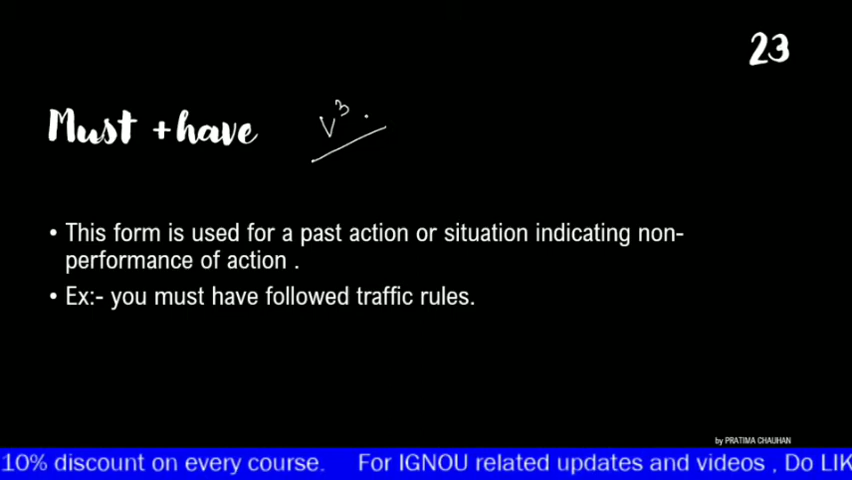 23
Must +have V³.
• This form is used for a past action or situation indicating non-
performance of action .
• Ex:- you must have followed traffic rules.
by PRATIMA CHAUHAN
10% discount on every course. For IGNOU related updates and videos , Do LIK